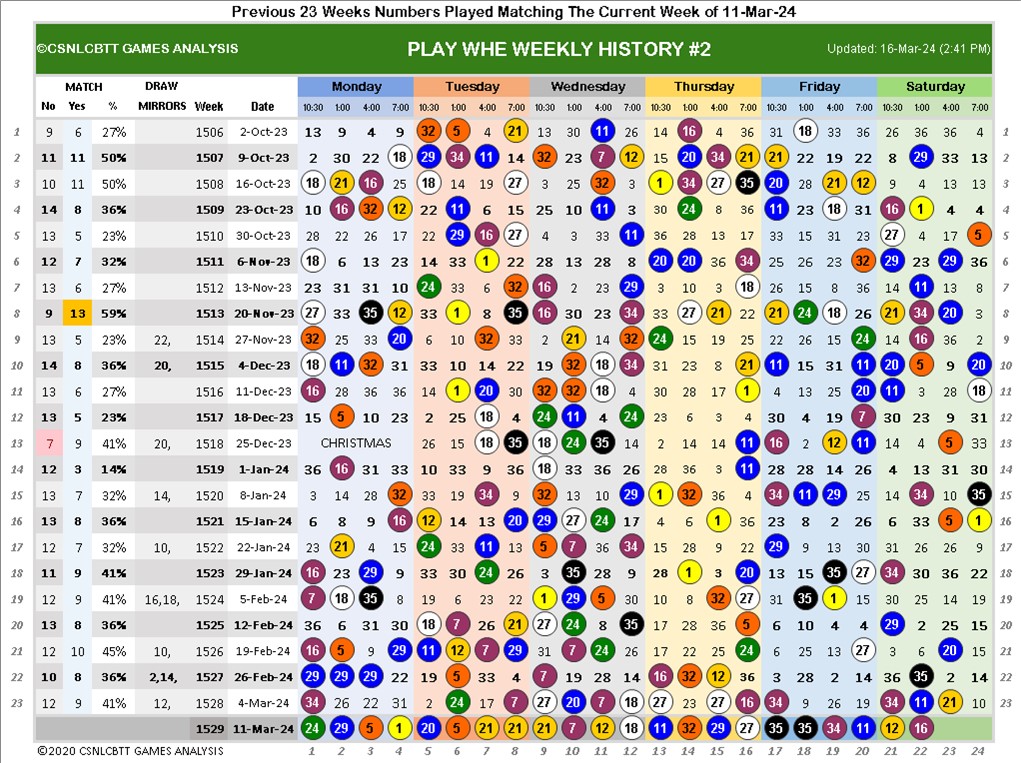 Previous 23 Weeks Numbers Played Matching The Current Week of 11-Mar-24
©CSNLCBTT GAMES ANALYSIS PLAY WHE WEEKLY HISTORY #2 Updated: 16-Mar-24 (2:41 PM)
MATCH DRAW Monday Tuesday Wednesday Thursday Friday Saturday
No Yes % MIRRORS Week Date 10:30 1:00 4:00 7:00 10:30 1:00 4:00 7:00 10:30 1:00 4:00 7:00 10:30 1:00 4:00 7:00 10:30 1:00 4:00 7:00 10:30 1:00 4:00 7:00
1 9 6 27% 1506 2-Oct-23 13 9 4 9 32 5 4 21 13 30 11 26 14 16 4 36 31 18 33 36 26 36 36 4 1
2 11 11 50% 1507 9-Oct-23 2 30 22 18 29 34 11 14 32 23 7 12 15 20 34 21 21 22 19 22 8 29 33 13 2
3 10 11 50% 1508 16-Oct-23 18 21 16 25 18 14 19 27 3 25 32 3 1 34 27 35 20 28 21 12 9 4 13 13 3
4 14 8 36% 1509 23-Oct-23 10 16 32 12 22 11 6 15 25 10 11 3 30 24 8 36 11 23 18 31 16 1 4 4 4
5 13 5 23% 1510 30-Oct-23 28 22 26 17 22 29 16 27 4 3 33 11 36 28 13 17 33 15 31 23 27 4 17 5 5
6 12 7 32% 1511 6-Nov-23 18 6 13 23 14 33 1 22 28 13 28 8 20 20 36 34 25 26 23 32 29 23 29 36 6
7 13 6 27% 1512 13-Nov-23 23 31 31 10 24 33 6 32 16 2 23 29 3 10 3 18 26 15 8 36 14 11 13 8 7
8 9 13 59% 1513 20-Nov-23 27 33 35 12 33 1 8 35 16 30 23 34 33 27 21 22 21 24 18 26 21 34 20 3 8
9 13 5 23% 22, 1514 27-Nov-23 32 25 33 20 6 10 32 33 2 21 14 32 24 15 19 25 22 26 15 24 14 16 36 2 9
10 14 8 36% 20, 1515 4-Dec-23 18 11 32 31 33 10 14 22 19 32 18 34 31 23 8 21 11 15 31 11 20 5 9 20 10
11 13 6 27% 1516 11-Dec-23 16 28 36 36 14 1 20 30 32 32 18 4 30 28 17 1 36 31 15 20 11 3 22 18 11
12 13 5 23% 1517 18-Dec-23 15 5 10 23 2 25 18 4 24 11 4 24 23 6 3 4 30 4 19 7 30 23 9 31 12
13 7 9 41% 20, 1518 25-Dec-23 CHRISTMAS 26 15 18 35 18 24 35 14 2 14 14 11 16 2 12 11 14 4 5 33 13
14 12 3 14% 1519 1-Jan-24 36 16 31 33 10 33 9 36 18 33 36 26 28 36 3 11 28 28 14 26 4 13 31 30 14
15 13 7 32% 14, 1520 8-Jan-24 3 14 28 32 33 19 34 9 32 13 10 29 1 32 36 4 34 11 29 25 22 34 10 35 15
16 13 8 36% 1521 15-Jan-24 6 8 9 16 12 14 13 20 29 27 24 17 4 6 1 36 23 8 2 26 6 33 5 1 16
17 12 7 32% 10, 1522 22-Jan-24 23 21 4 15 24 33 11 13 5 7 36 34 15 28 9 22 29 9 13 30 31 26 26 9 17
18 11 9 41% 1523 29-Jan-24 16 23 29 9 33 30 24 26 3 35 28 9 28 1 3 20 13 15 35 27 34 30 36 22 18
19 12 9 41% 16,18, 1524 5-Feb-24 7 18 35 8 19 6 23 22 1 29 5 30 10 8 32 27 31 35 1 15 30 25 14 19 19
20 13 8 36% 1525 12-Feb-24 36 6 31 30 18 7 26 21 27 24 8 35 17 28 36 5 6 10 4 4 29 2 25 15 20
21 12 10 45% 10, 1526 19-Feb-24 16 5 9 29 11 12 7 29 31 7 24 26 17 22 25 24 6 25 13 27 3 6 20 15 21
22 10 8 36% 2,14, 1527 26-Feb-24 29 29 29 22 19 5 33 4 7 19 28 14 16 32 12 36 3 28 2 14 36 35 2 14 22
23 12 9 41% 12, 1528 4-Mar-24 34 26 22 31 2 24 17 7 27 20 7 18 34 26 27 16 34 9 26 19 34 11 21 10 23
1529 11-Mar-24 24 29 5 1 20 5 21 21 21 7 12 18 11 32 29 27 35 35 34 11 12 16
©2020 CSNLCBTT GAMES ANALYSIS 1 2 3 4 5 6 7 8 9 10 11 12 13 14 15 16 17 18 19 20 21 22 23 24